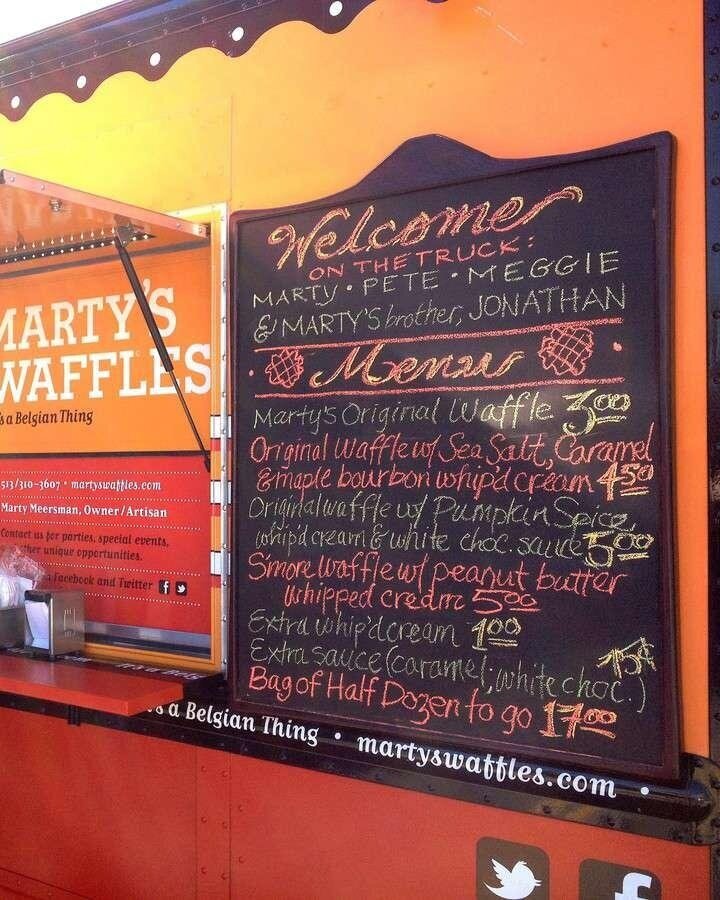 MARTY'S
WAFFLES
s a Belgian Thing
513/310-3607 • martyswaffles.com
Marty Meersman, Owner/Artisan
Contact us for parties, special events,
other unique opportunities.
Facebook and Twitter
Welcome
ON THE TRUCK:
MARTY • PETE • MEGGIE
& MARTY'S brother, JONATHAN
Menu
Marty's Original Waffle 3.00
Original Waffle w/ Sea Salt, Caramel
& maple bourbon whip'd cream 4.50
Original waffle w/ Pumpkin Spice,
whip'd cream & white choc. sauce 5.00
S'more Waffle w/ peanut butter
whipped cream 5.00
Extra whip'd cream 1.00
Extra sauce (caramel, white choc.) .75¢
Bag of Half Dozen to go 17.00
's a Belgian Thing • martyswaffles.com •